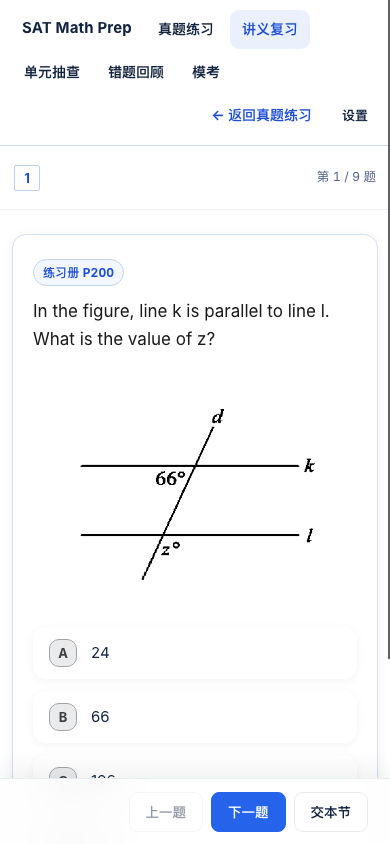 SAT Math Prep
真题练习
讲义复习
单元抽查
错题回顾
模考
← 返回真题练习
设置
1
第 1 / 9 题
练习册 P200
In the figure, line k is parallel to line l.
What is the value of z?
d
k
66°
l
z°
A
24
B
66
上一题
下一题
交本节